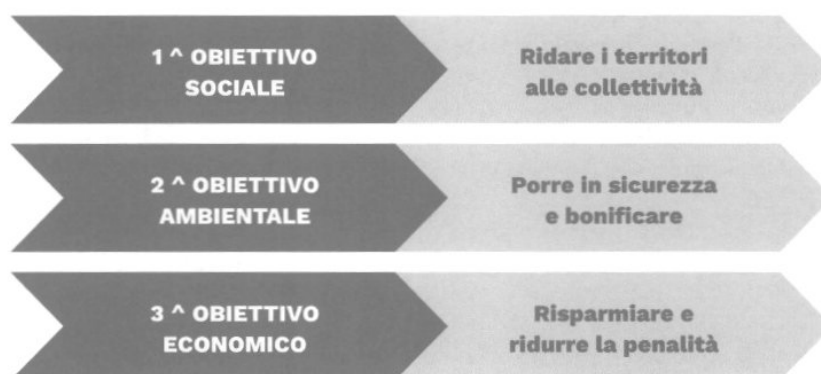 1 ^ OBIETTIVO
SOCIALE
Ridare i territori
alle collettività
2 ^ OBIETTIVO
AMBIENTALE
Porre in sicurezza
e bonificare
3 ^ OBIETTIVO
ECONOMICO
Risparmiare e
ridurre la penalità